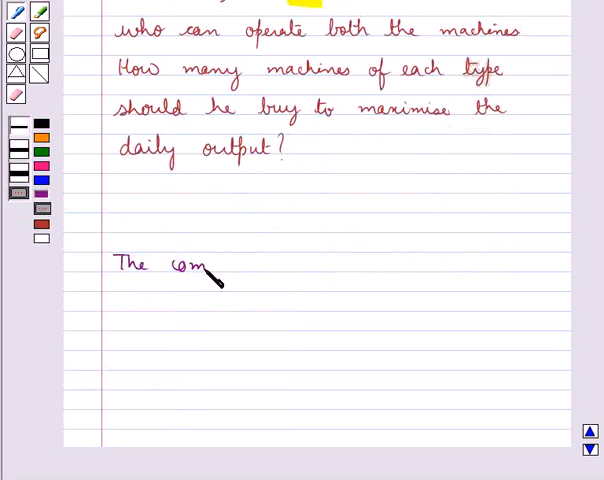 who can operate both the machines
How many machines of each type
should he buy to maximise the
daily output?
The com